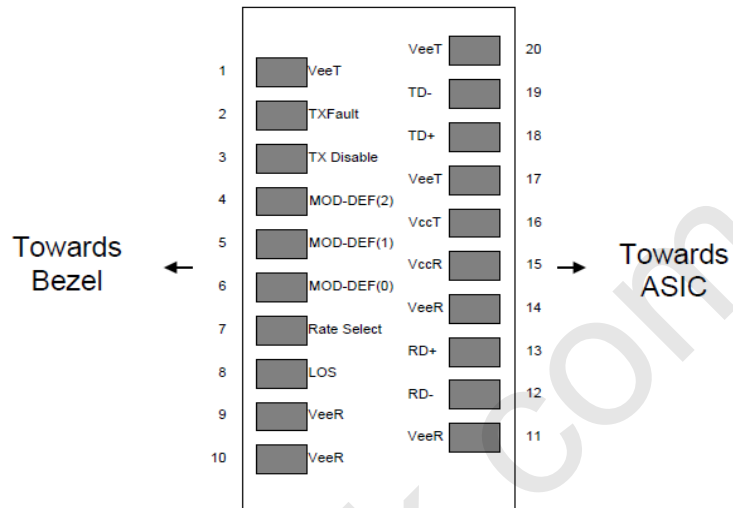 1 VeeT
2 TXFault
3 TX Disable
4 MOD-DEF(2)
5 MOD-DEF(1)
6 MOD-DEF(0)
7 Rate Select
8 LOS
9 VeeR
10 VeeR
VeeT 20
TD- 19
TD+ 18
VeeT 17
VccT 16
VccR 15
VeeR 14
RD+ 13
RD- 12
VeeR 11
Towards
Bezel
Towards
ASIC